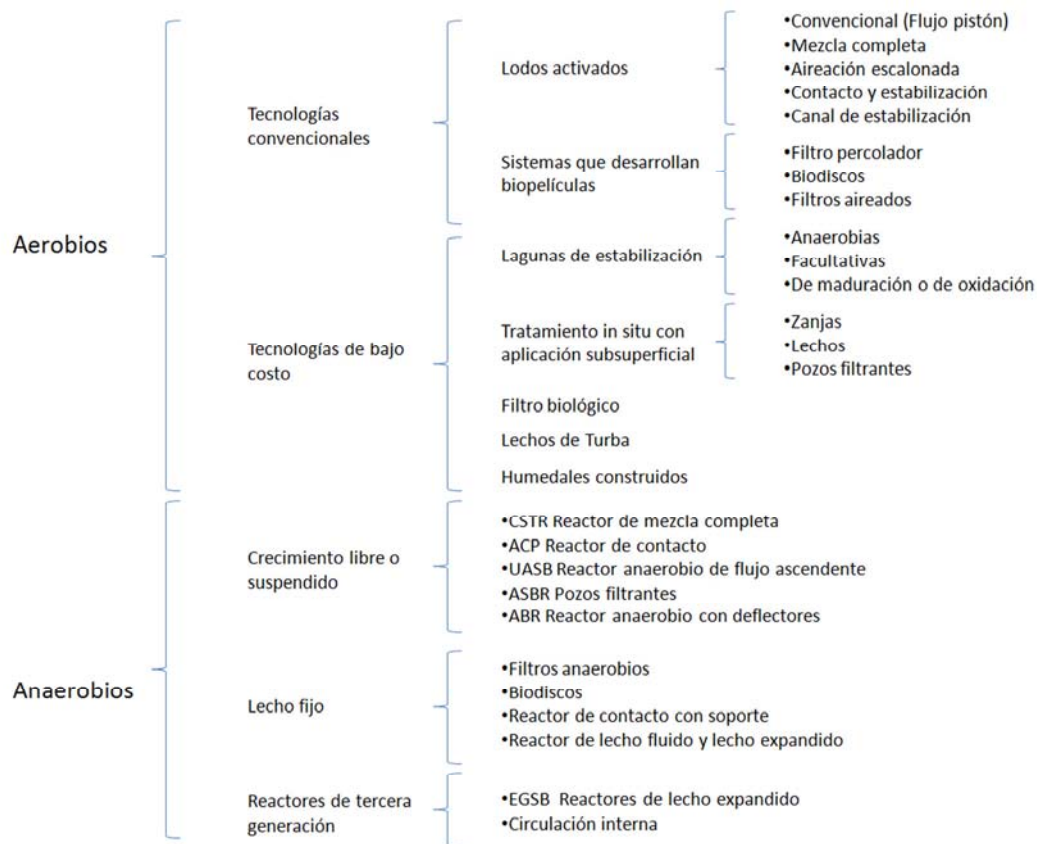 Aerobios
Tecnologías
convencionales
Lodos activados
•Convencional (Flujo pistón)
•Mezcla completa
•Aireación escalonada
•Contacto y estabilización
•Canal de estabilización
Sistemas que desarrollan
biopelículas
•Filtro percolador
•Biodiscos
•Filtros aireados
Tecnologías de bajo
costo
Lagunas de estabilización
•Anaerobias
•Facultativas
•De maduración o de oxidación
Tratamiento in situ con
aplicación subsuperficial
•Zanjas
•Lechos
•Pozos filtrantes
Filtro biológico
Lechos de Turba
Humedales construidos
Anaerobios
Crecimiento libre o
suspendido
•CSTR Reactor de mezcla completa
•ACP Reactor de contacto
•UASB Reactor anaerobio de flujo ascendente
•ASBR Pozos filtrantes
•ABR Reactor anaerobio con deflectores
Lecho fijo
•Filtros anaerobios
•Biodiscos
•Reactor de contacto con soporte
•Reactor de lecho fluido y lecho expandido
Reactores de tercera
generación
•EGSB  Reactores de lecho expandido
•Circulación interna